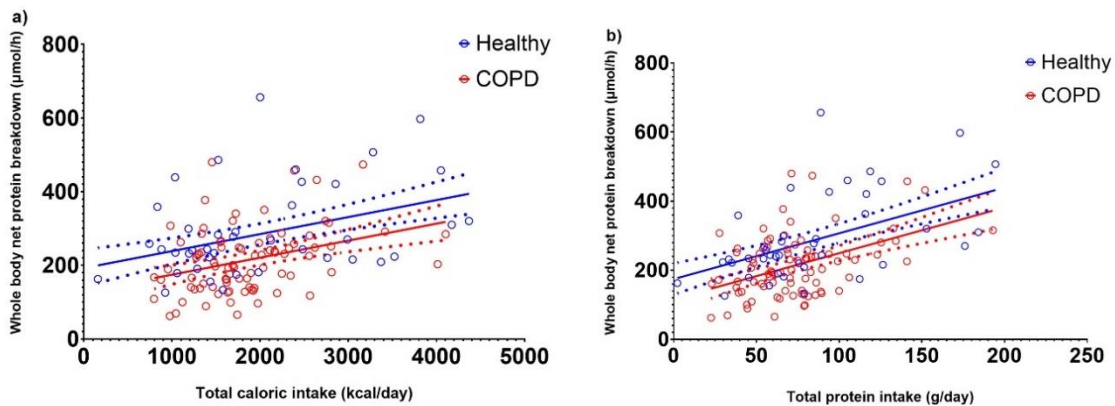 a)
Whole body net protein breakdown (µmol/h)
800
600
400
200
0
0 1000 2000 3000 4000 5000
Total caloric intake (kcal/day)
Healthy
COPD
b)
Whole body net protein breakdown (µmol/h)
800
600
400
200
0
0 50 100 150 200 250
Total protein intake (g/day)
Healthy
COPD